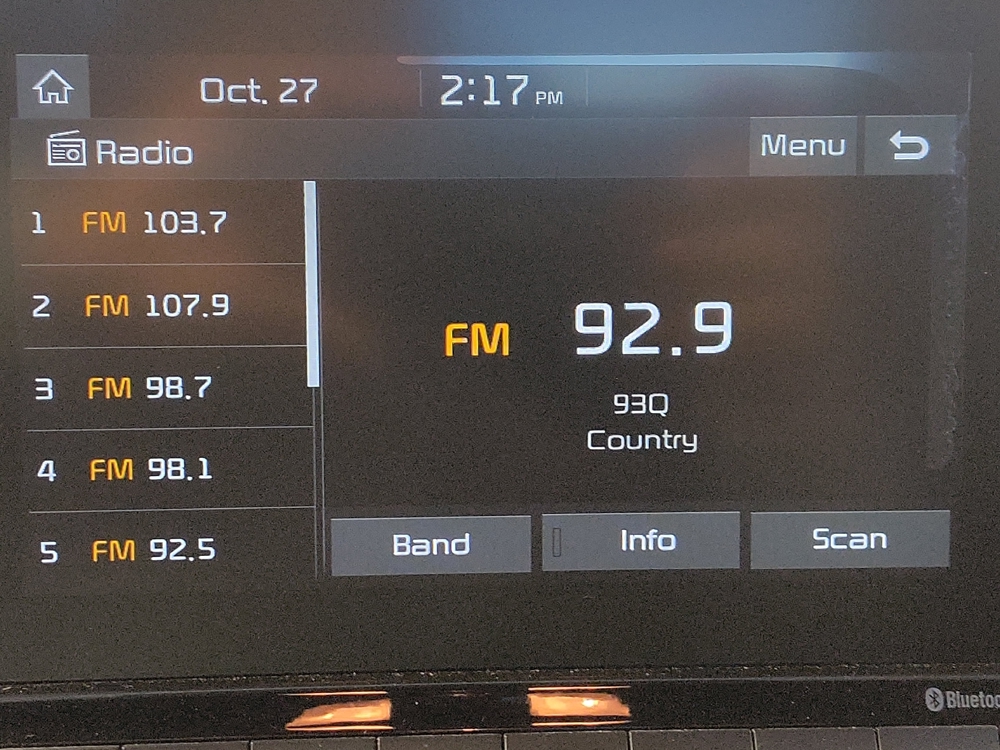 Oct. 27 2:17 PM
Radio Menu
1 FM 103.7
2 FM 107.9
3 FM 98.7
4 FM 98.1
5 FM 92.5
FM 92.9
93Q
Country
Band Info Scan